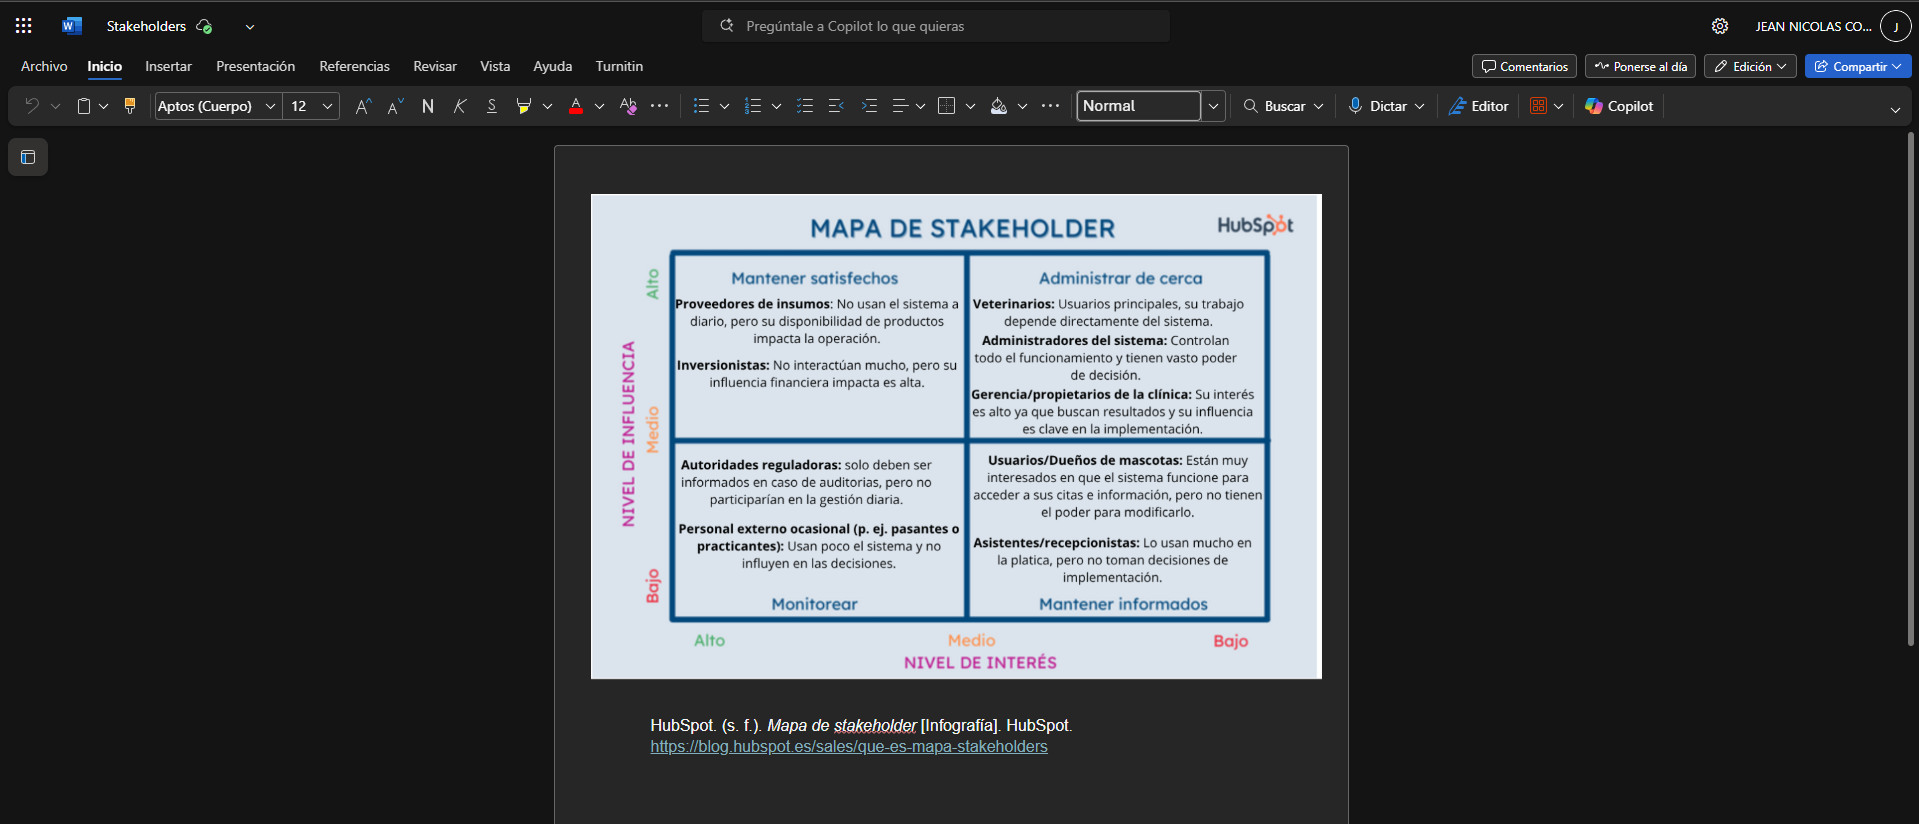 Stakeholders
Pregúntale a Copilot lo que quieras
JEAN NICOLAS CO...
J
Archivo Inicio Insertar Presentación Referencias Revisar Vista Ayuda Turnitin
Comentarios Ponerse al día Edición Compartir
Aptos (Cuerpo) 12 N K S Normal Buscar Dictar Editor Copilot
MAPA DE STAKEHOLDER
HubSpot
NIVEL DE INFLUENCIA
Alto
Medio
Bajo
Mantener satisfechos
Proveedores de insumos: No usan el sistema a
diario, pero su disponibilidad de productos
impacta la operación.
Inversionistas: No interactúan mucho, pero su
influencia financiera impacta es alta.
Administrar de cerca
Veterinarios: Usuarios principales, su trabajo
depende directamente del sistema.
Administradores del sistema: Controlan
todo el funcionamiento y tienen vasto poder
de decisión.
Gerencia/propietarios de la clínica: Su interés
es alto ya que buscan resultados y su influencia
es clave en la implementación.
Autoridades reguladoras: solo deben ser
informados en caso de auditorias, pero no
participarían en la gestión diaria.
Personal externo ocasional (p. ej. pasantes o
practicantes): Usan poco el sistema y no
influyen en las decisiones.
Monitorear
Usuarios/Dueños de mascotas: Están muy
interesados en que el sistema funcione para
acceder a sus citas e información, pero no tienen
el poder para modificarlo.
Asistentes/recepcionistas: Lo usan mucho en
la platica, pero no toman decisiones de
implementación.
Mantener informados
Alto Medio Bajo
NIVEL DE INTERÉS
HubSpot. (s. f.). Mapa de stakeholder [Infografía]. HubSpot.
https://blog.hubspot.es/sales/que-es-mapa-stakeholders